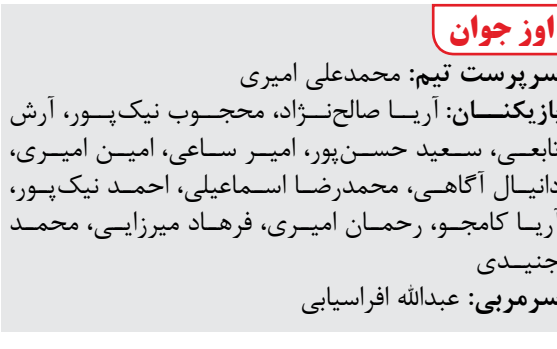 اوز جوان
سرپرست تیم: محمدعلی امیری
بازیکنان: آریا صالح‌نژاد، محجوب نیک‌پور، آرش
تابعی، سعید حسن‌پور، امیر ساعی، امین امیری،
دانیال آگاهی، محمدرضا اسماعیلی، احمد نیک‌پور،
آریا کامجو، رحمان امیری، فرهاد میرزایی، محمد
جنیدی
سرمربی: عبدالله افراسیابی